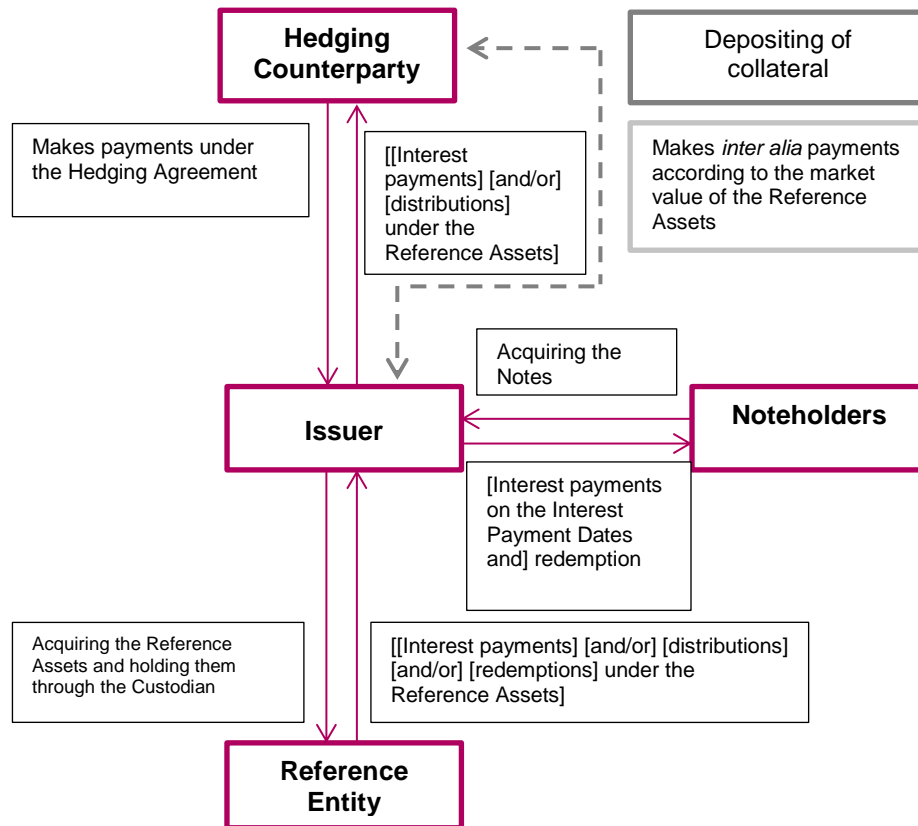 Hedging
Counterparty
Depositing of
collateral
Makes payments under
the Hedging Agreement
[[Interest
payments] [and/or]
[distributions]
under the
Reference Assets]
Makes inter alia payments
according to the market
value of the Reference
Assets
Acquiring the
Notes
Issuer
Noteholders
[Interest payments
on the Interest
Payment Dates
and] redemption
Acquiring the Reference
Assets and holding them
through the Custodian
[[Interest payments] [and/or] [distributions]
[and/or] [redemptions] under the
Reference Assets]
Reference
Entity